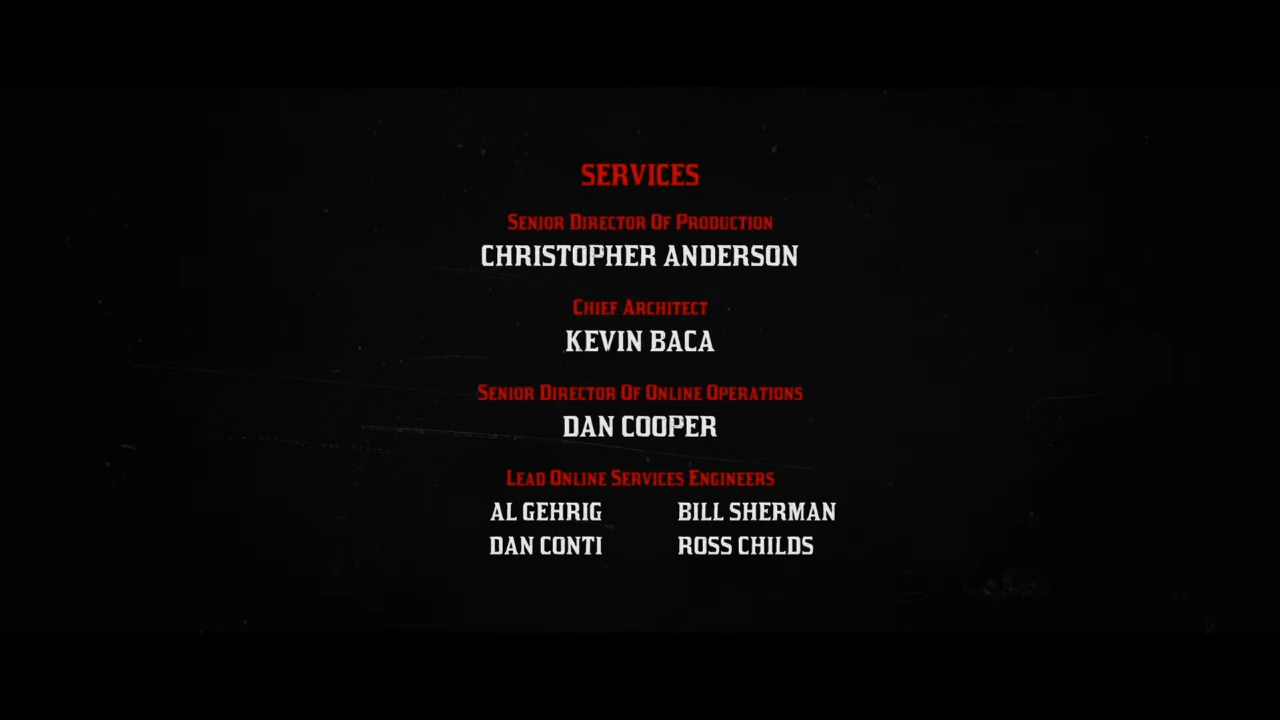 SERVICES
Senior Director Of Production
CHRISTOPHER ANDERSON
Chief Architect
KEVIN BACA
Senior Director Of Online Operations
DAN COOPER
Lead Online Services Engineers
AL GEHRIG BILL SHERMAN
DAN CONTI ROSS CHILDS